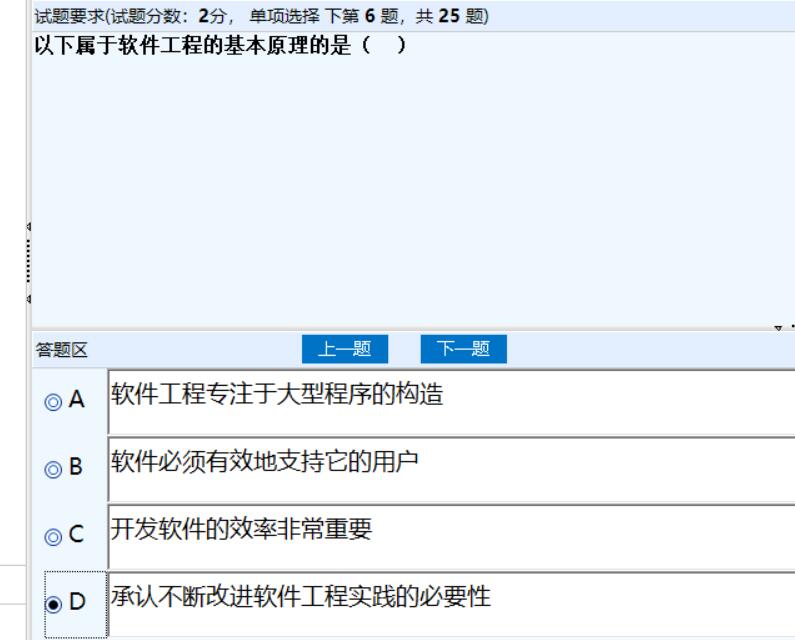 试题要求(试题分数：2分， 单项选择 下第 6 题，共 25 题)
以下属于软件工程的基本原理的是（ ）
答题区 上一题 下一题
A 软件工程专注于大型程序的构造
B 软件必须有效地支持它的用户
C 开发软件的效率非常重要
D 承认不断改进软件工程实践的必要性